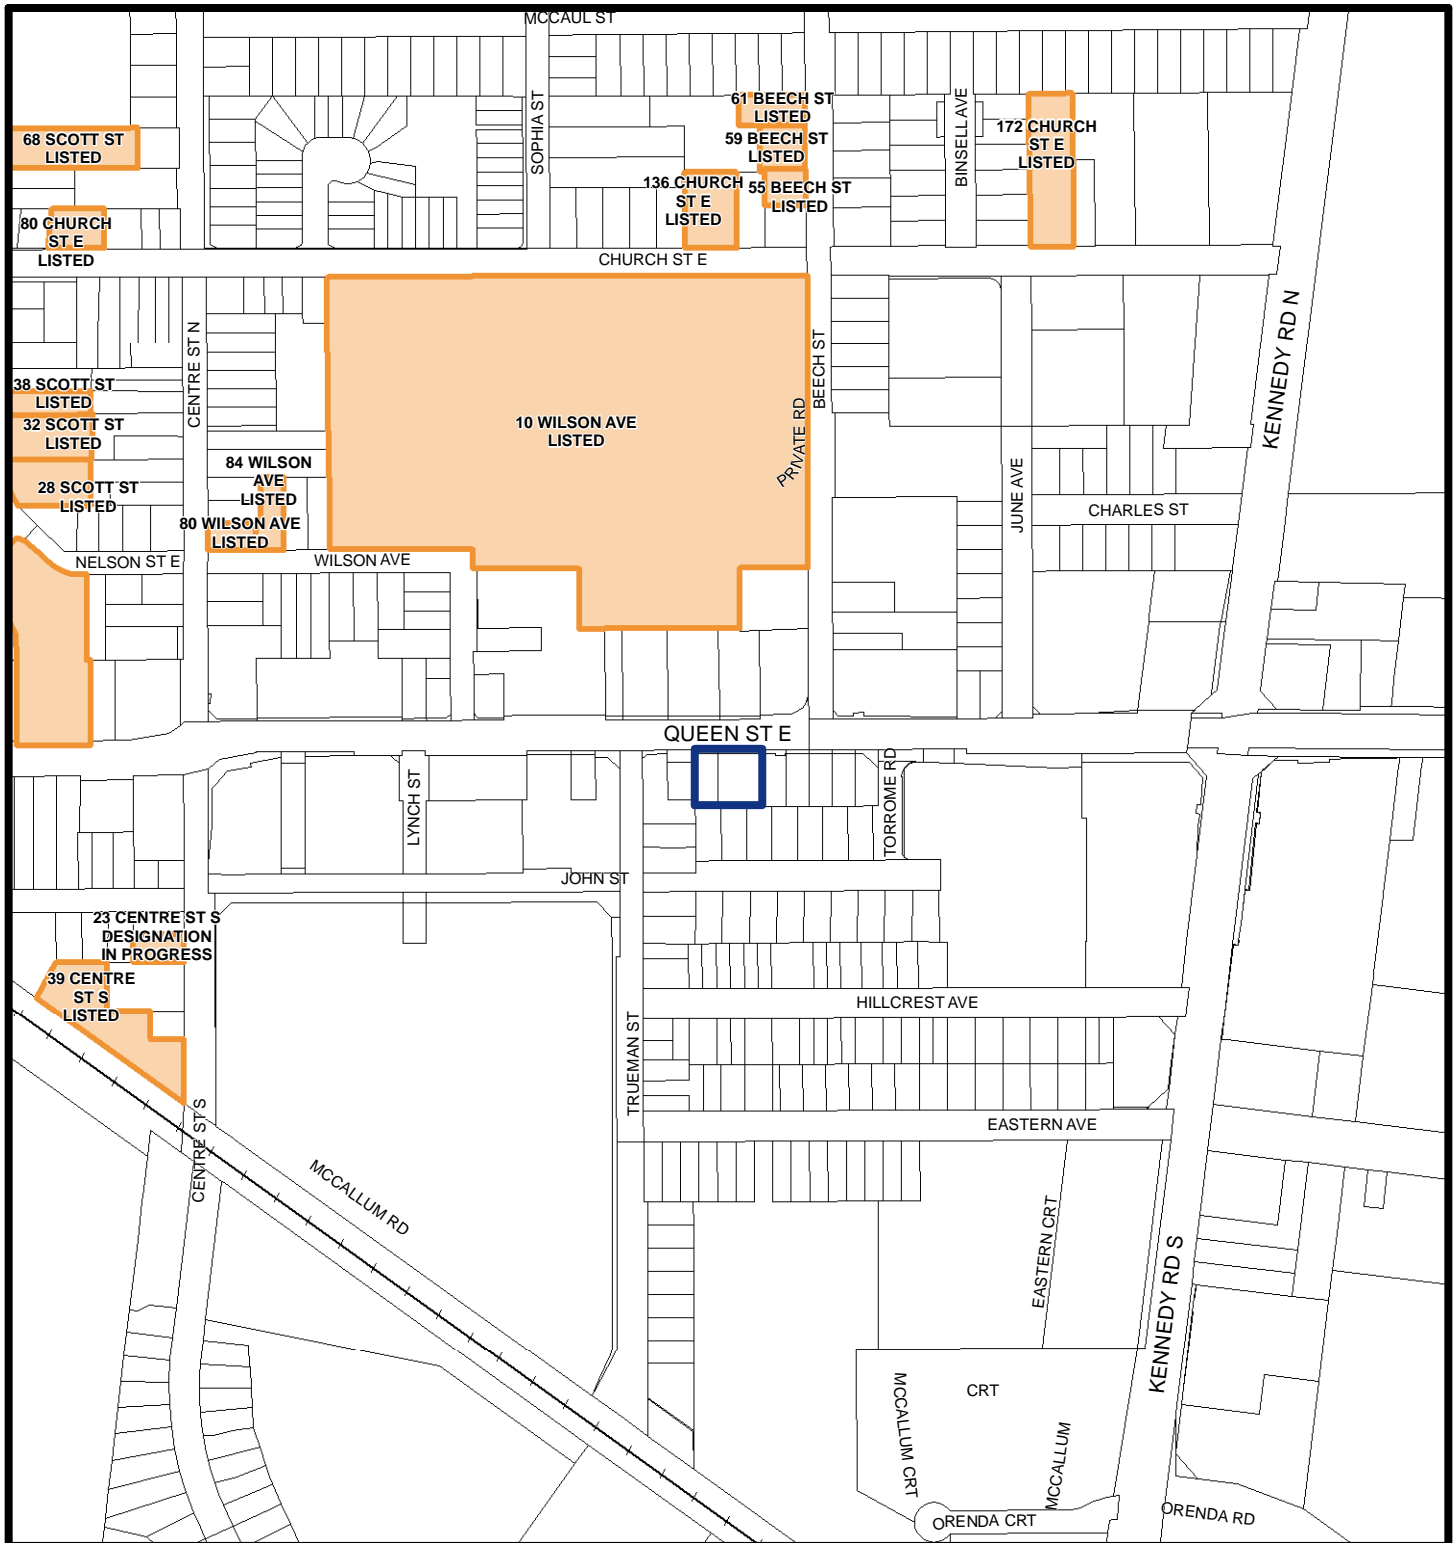 MCCAUL ST
SOPHIA ST
61 BEECH ST
LISTED
59 BEECH ST
LISTED
BINSELL AVE
172 CHURCH
ST E
LISTED
68 SCOTT ST
LISTED
136 CHURCH
ST E
LISTED
55 BEECH ST
LISTED
80 CHURCH
ST E
LISTED
CHURCH ST E
CENTRE ST N
BEECH ST
KENNEDY RD N
38 SCOTT ST
LISTED
32 SCOTT ST
LISTED
10 WILSON AVE
LISTED
PRIVATE RD
84 WILSON
AVE
LISTED
28 SCOTT ST
LISTED
JUNE AVE
CHARLES ST
80 WILSON AVE
LISTED
NELSON ST E
WILSON AVE
QUEEN ST E
LYNCH ST
TORROME RD
JOHN ST
23 CENTRE ST S
DESIGNATION
IN PROGRESS
39 CENTRE
ST S
LISTED
HILLCREST AVE
TRUEMAN ST
EASTERN AVE
CENTRE ST S
MCCALLUM RD
EASTERN CRT
KENNEDY RD S
MCCALLUM CRT
CRT
MCCALLUM
ORENDA CRT
ORENDA RD